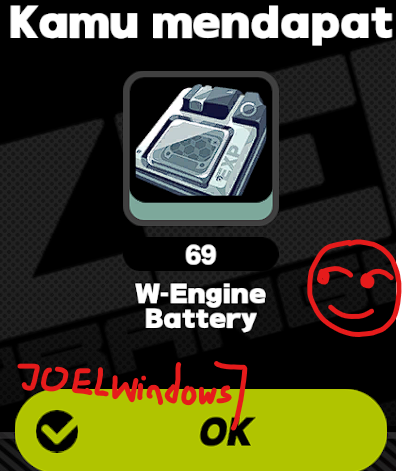 Kamu mendapat
EXP
69
W-Engine
Battery
JOELWindows7
OK